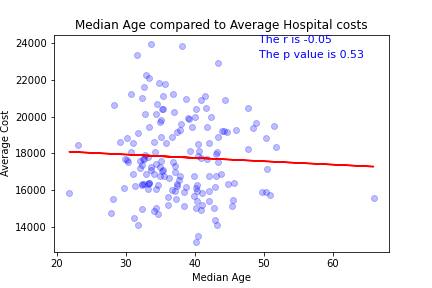 Median Age compared to Average Hospital costs
The r is -0.05
The p value is 0.53
Average Cost
24000
22000
20000
18000
16000
14000
20 30 40 50 60
Median Age